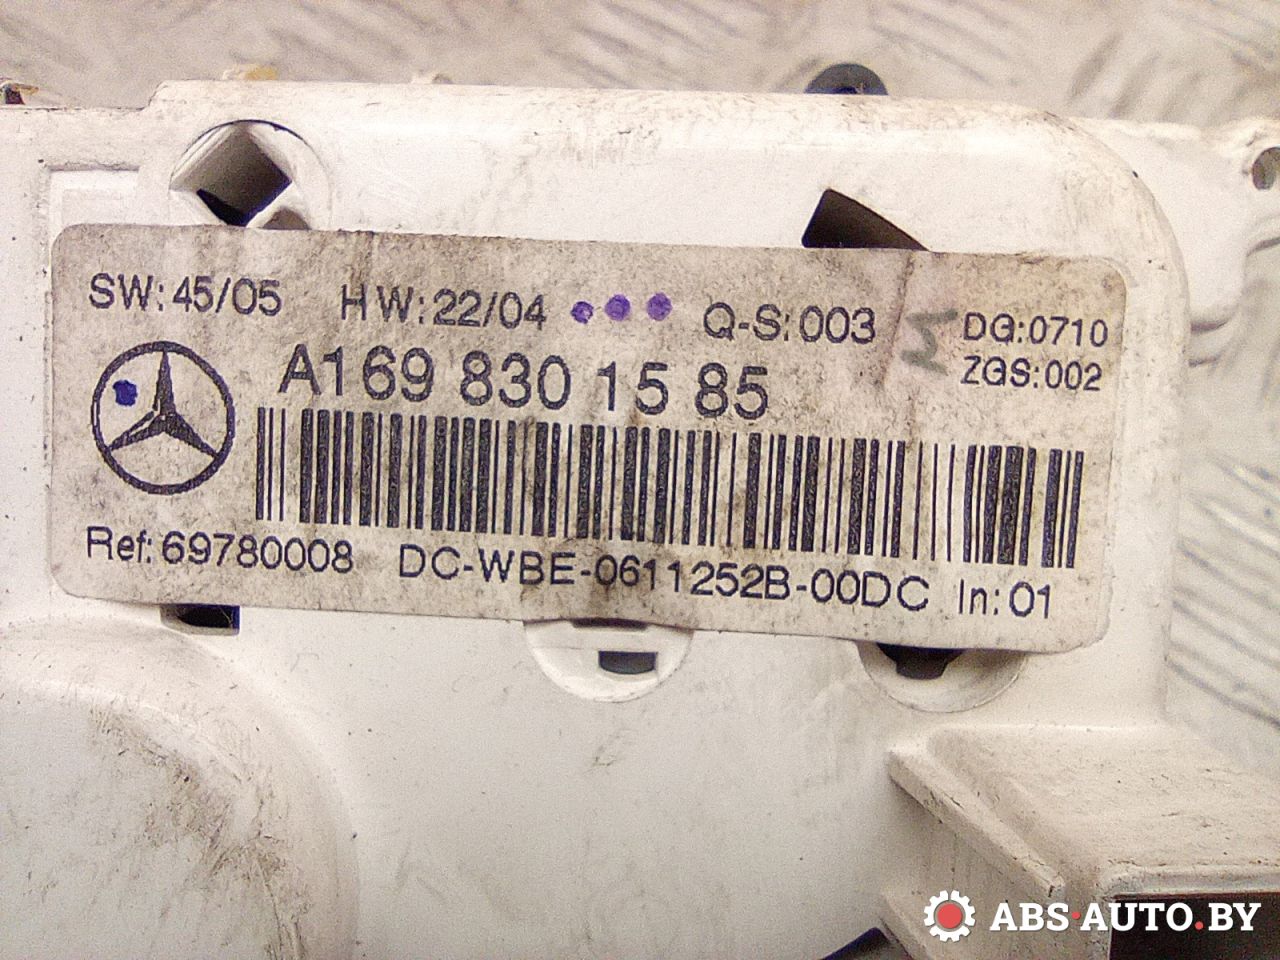 SW:45/05 HW:22/04 Q-S:003 M DG:0710
ZGS:002
A169 830 15 85
Ref:69780008 DC-WBE-0611252B-00DC In:01
ABS·AUTO.BY